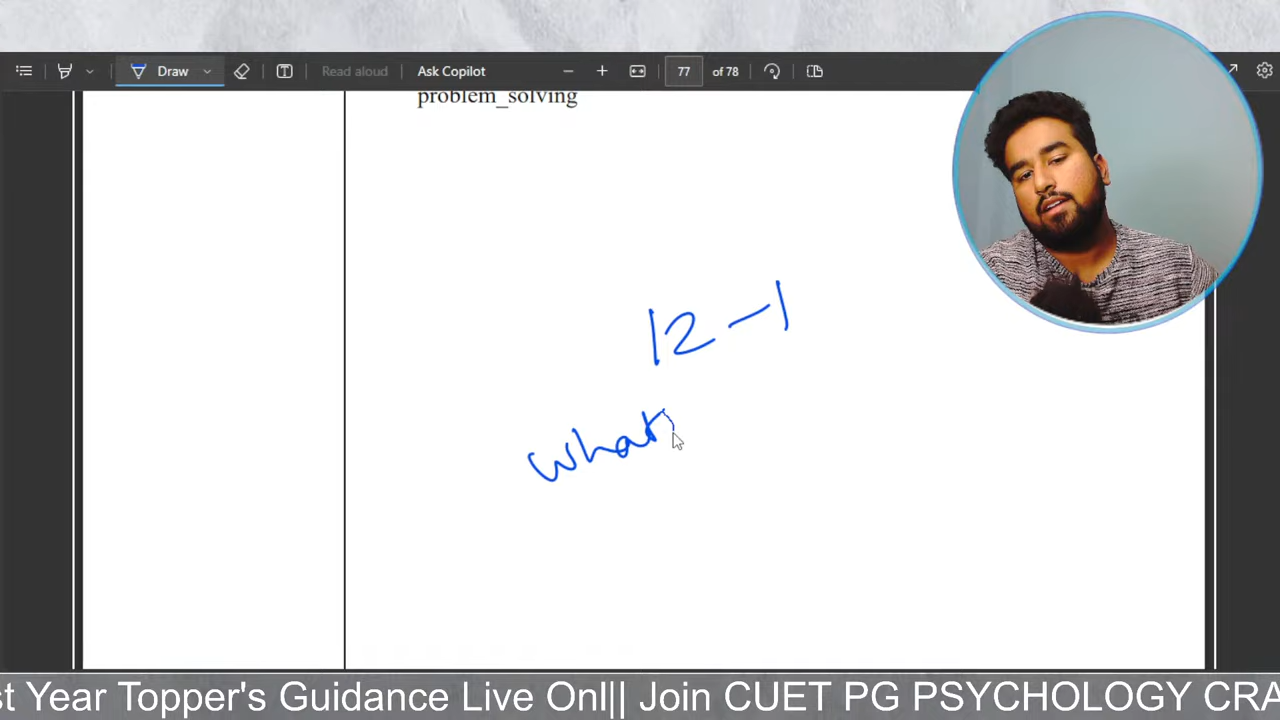 Draw
Read aloud
Ask Copilot
77
of 78
problem_solving
12-1
what
st Year Topper's Guidance Live Onl|| Join CUET PG PSYCHOLOGY CRA